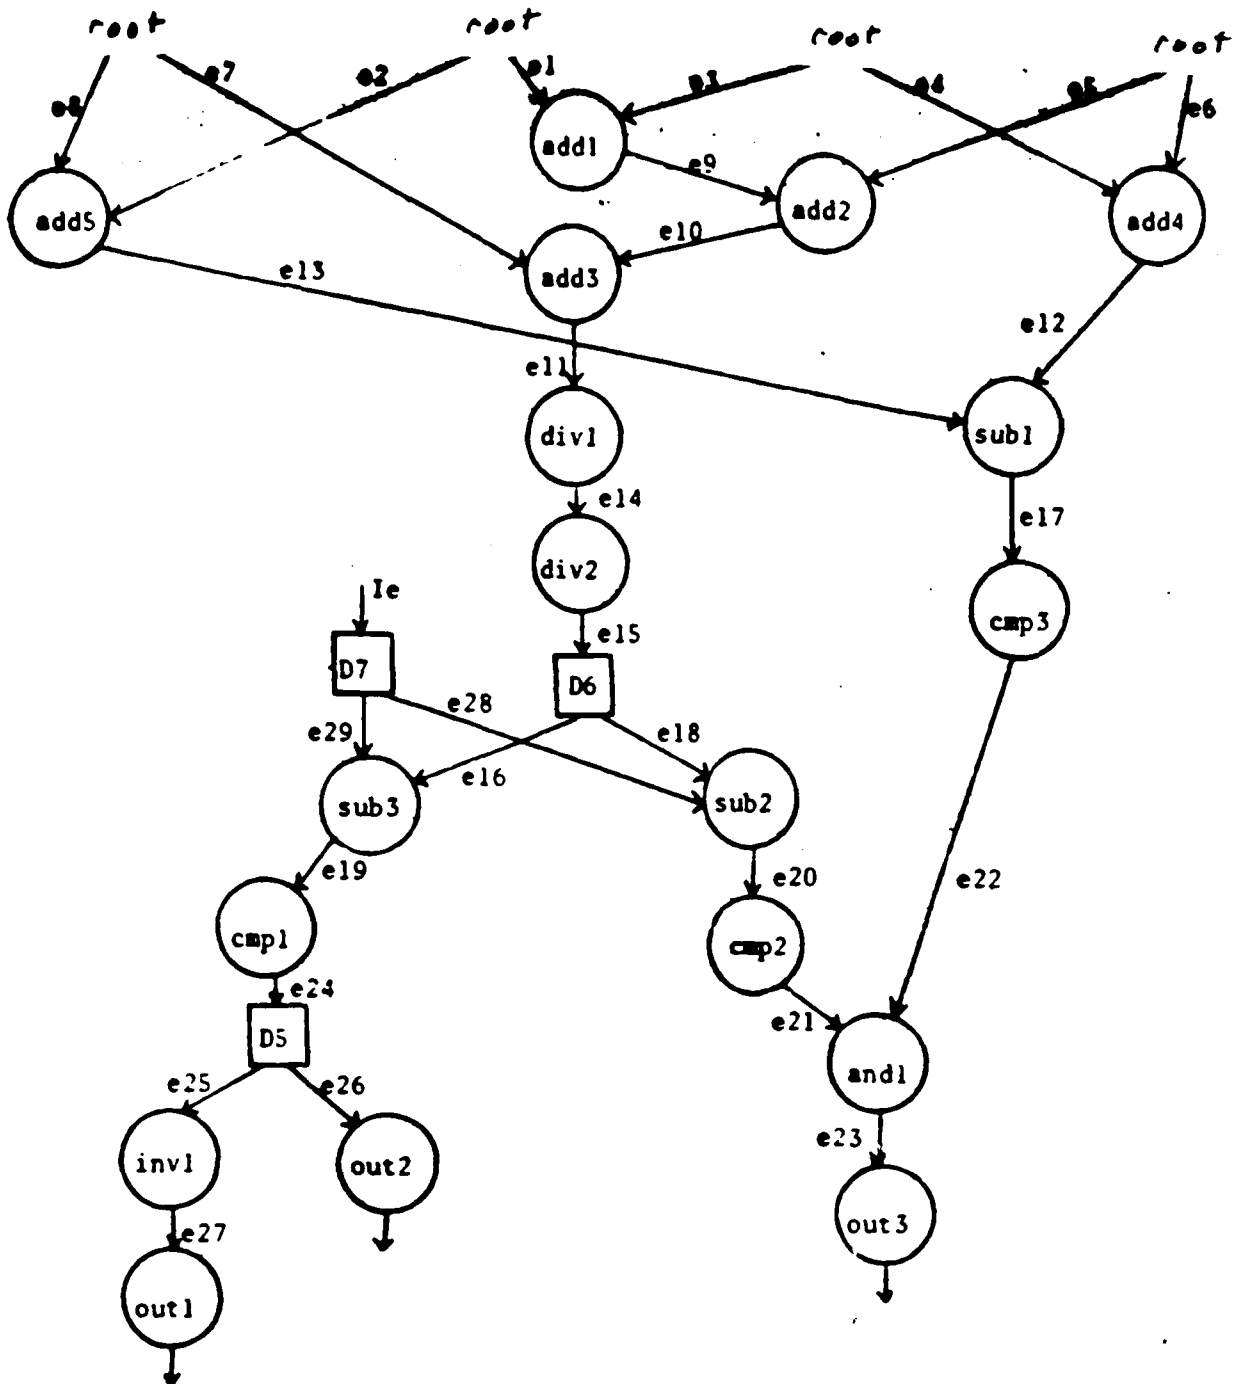 root
root
root
root
e8
e7
e2
e1
e3
e4
e5
e6
add1
e9
add5
add2
add4
e10
e13
add3
e12
e11
div1
sub1
e14
e17
div2
Ie
cmp3
e15
D7
D6
e28
e29
e18
e16
sub3
sub2
e19
e20
e22
cmp1
cmp2
e24
e21
D5
and1
e25
e26
e23
inv1
out2
out3
e27
out1